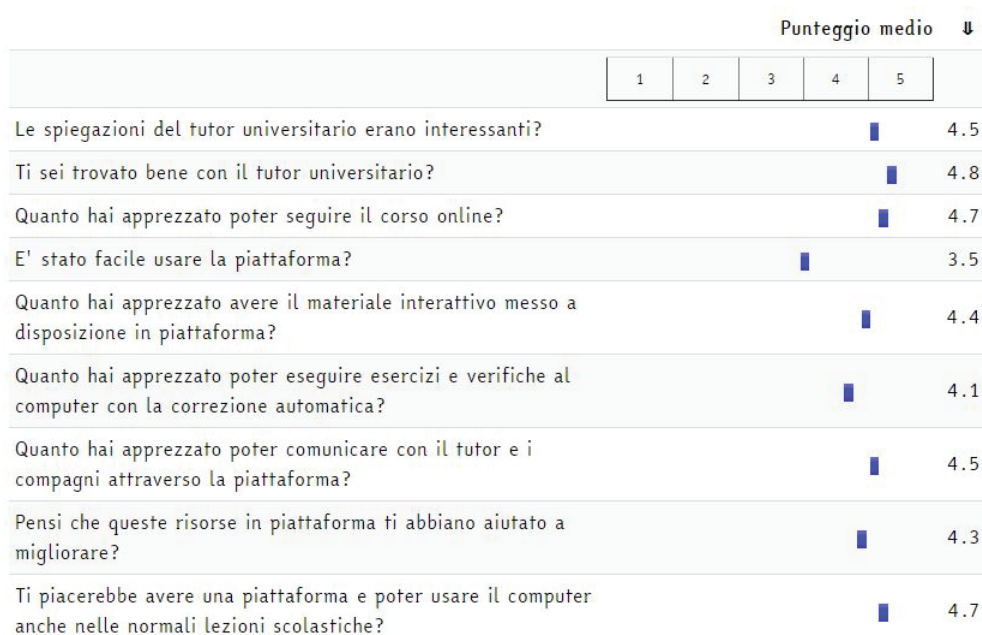 Punteggio medio ⇓
1 2 3 4 5
Le spiegazioni del tutor universitario erano interessanti? 4.5
Ti sei trovato bene con il tutor universitario? 4.8
Quanto hai apprezzato poter seguire il corso online? 4.7
E' stato facile usare la piattaforma? 3.5
Quanto hai apprezzato avere il materiale interattivo messo a
disposizione in piattaforma? 4.4
Quanto hai apprezzato poter eseguire esercizi e verifiche al
computer con la correzione automatica? 4.1
Quanto hai apprezzato poter comunicare con il tutor e i
compagni attraverso la piattaforma? 4.5
Pensi che queste risorse in piattaforma ti abbiano aiutato a
migliorare? 4.3
Ti piacerebbe avere una piattaforma e poter usare il computer
anche nelle normali lezioni scolastiche? 4.7